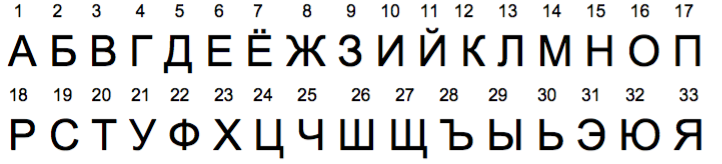 1 2 3 4 5 6 7 8 9 10 11 12 13 14 15 16 17
А Б В Г Д Е Ё Ж З И Й К Л М Н О П
18 19 20 21 22 23 24 25 26 27 28 29 30 31 32 33
Р С Т У Ф Х Ц Ч Ш Щ Ъ Ы Ь Э Ю Я